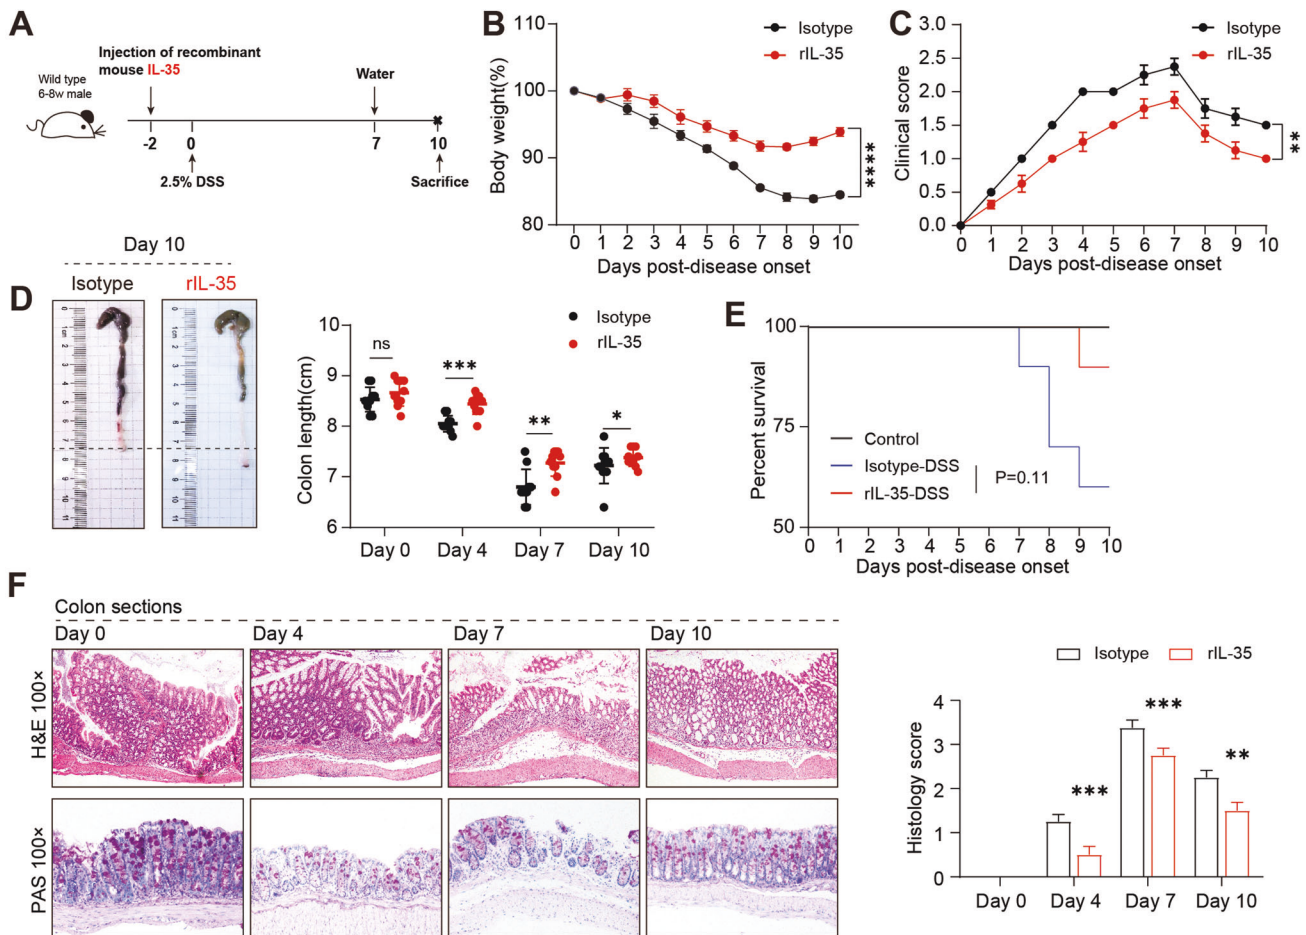 A
Injection of recombinant
mouse IL-35
Wild type
6-8w male
Water
-2
0
7
10
2.5% DSS
Sacrifice
B
Isotype
rIL-35
Body weight(%)
110
100
90
80
****
0 1 2 3 4 5 6 7 8 9 10
Days post-disease onset
C
Isotype
rIL-35
Clinical score
3.0
2.5
2.0
1.5
1.0
0.5
0.0
**
0 1 2 3 4 5 6 7 8 9 10
Days post-disease onset
D
Day 10
Isotype
rIL-35
Isotype
rIL-35
Colon length(cm)
10
9
8
7
6
ns
***
**
*
Day 0 Day 4 Day 7 Day 10
E
Percent survival
100
75
50
Control
Isotype-DSS
rIL-35-DSS
P=0.11
0 1 2 3 4 5 6 7 8 9 10
Days post-disease onset
F
Colon sections
Day 0 Day 4 Day 7 Day 10
H&E 100×
PAS 100×
Isotype rIL-35
Histology score
4
3
2
1
0
***
***
**
Day 0 Day 4 Day 7 Day 10